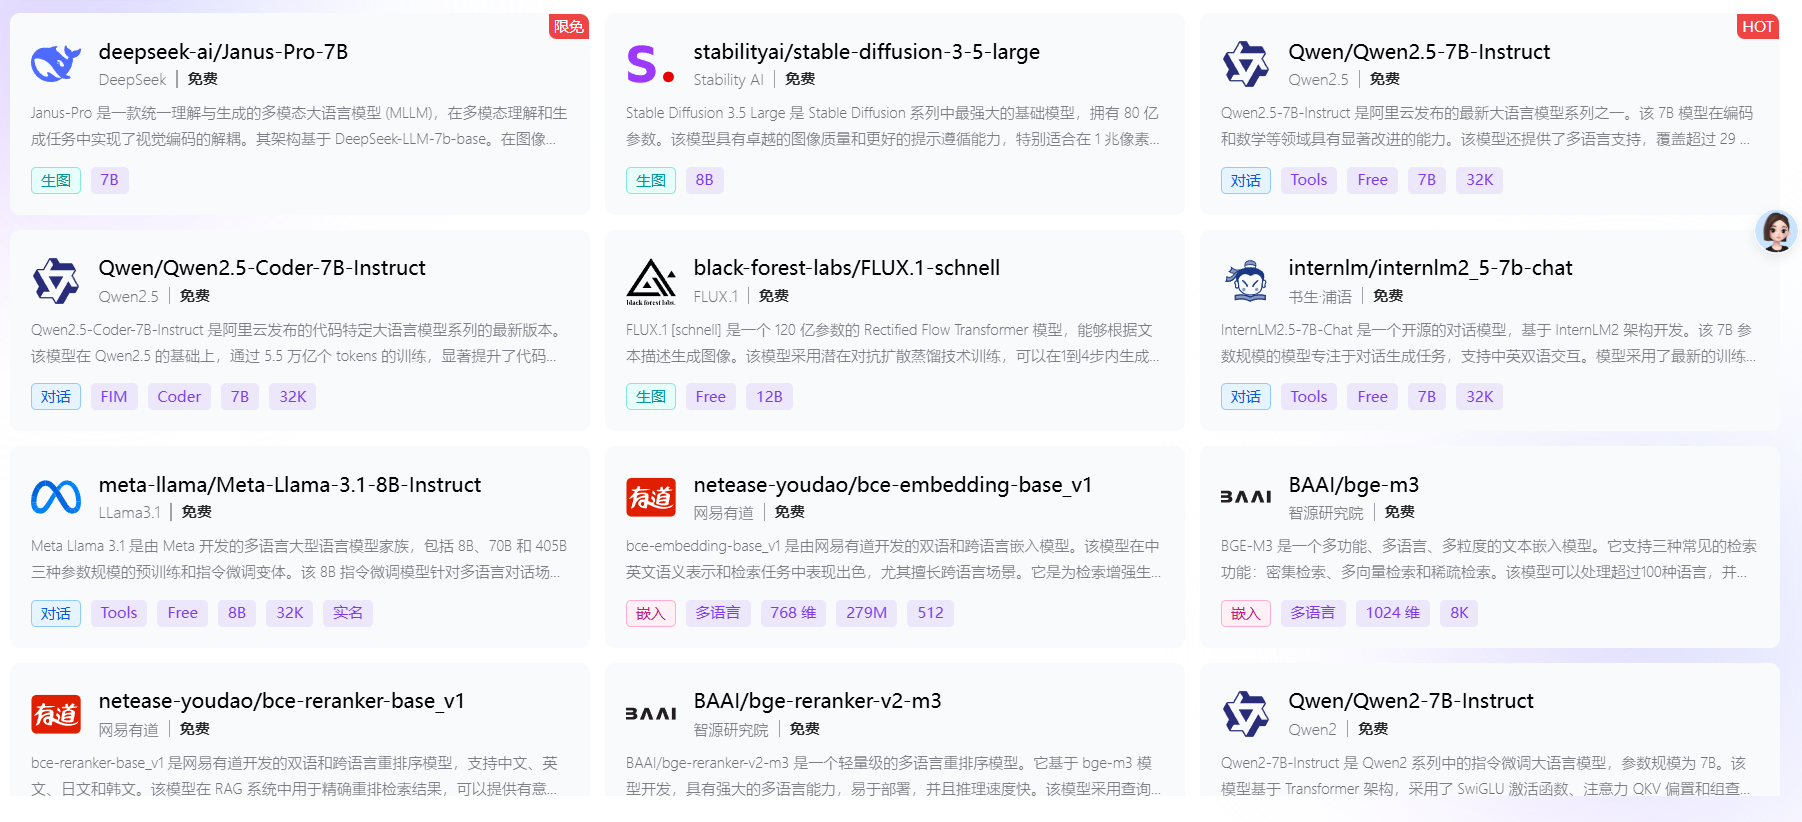 限免
deepseek-ai/Janus-Pro-7B
DeepSeek | 免费
Janus-Pro 是一款统一理解与生成的多模态大语言模型 (MLLM)，在多模态理解和生
成任务中实现了视觉编码的解耦。其架构基于 DeepSeek-LLM-7b-base。在图像...
生图 7B
S.
stabilityai/stable-diffusion-3-5-large
Stability AI | 免费
Stable Diffusion 3.5 Large 是 Stable Diffusion 系列中最强大的基础模型，拥有 80 亿
参数。该模型具有卓越的图像质量和更好的提示遵循能力，特别适合在 1 兆像素...
生图 8B
HOT
Qwen/Qwen2.5-7B-Instruct
Qwen2.5 | 免费
Qwen2.5-7B-Instruct 是阿里云发布的最新大语言模型系列之一。该 7B 模型在编码
和数学等领域具有显著改进的能力。该模型还提供了多语言支持，覆盖超过 29 ...
对话 Tools Free 7B 32K
Qwen/Qwen2.5-Coder-7B-Instruct
Qwen2.5 | 免费
Qwen2.5-Coder-7B-Instruct 是阿里云发布的代码特定大语言模型系列的最新版本。
该模型在 Qwen2.5 的基础上，通过 5.5 万亿个 tokens 的训练，显著提升了代码...
对话 FIM Coder 7B 32K
black forest labs.
black-forest-labs/FLUX.1-schnell
FLUX.1 | 免费
FLUX.1 [schnell] 是一个 120 亿参数的 Rectified Flow Transformer 模型，能够根据文
本描述生成图像。该模型采用潜在对抗扩散蒸馏技术训练，可以在1到4步内生成...
生图 Free 12B
internlm/internlm2_5-7b-chat
书生·浦语 | 免费
InternLM2.5-7B-Chat 是一个开源的对话模型，基于 InternLM2 架构开发。该 7B 参
数规模的模型专注于对话生成任务，支持中英双语交互。模型采用了最新的训练...
对话 Tools Free 7B 32K
meta-llama/Meta-Llama-3.1-8B-Instruct
LLama3.1 | 免费
Meta Llama 3.1 是由 Meta 开发的多语言大型语言模型家族，包括 8B、70B 和 405B
三种参数规模的预训练和指令微调变体。该 8B 指令微调模型针对多语言对话场...
对话 Tools Free 8B 32K 实名
有道
netease-youdao/bce-embedding-base_v1
网易有道 | 免费
bce-embedding-base_v1 是由网易有道开发的双语和跨语言嵌入模型。该模型在中
英文语义表示和检索任务中表现出色，尤其擅长跨语言场景。它是为检索增强生...
嵌入 多语言 768 维 279M 512
BAAI
BAAI/bge-m3
智源研究院 | 免费
BGE-M3 是一个多功能、多语言、多粒度的文本嵌入模型。它支持三种常见的检索
功能：密集检索、多向量检索和稀疏检索。该模型可以处理超过100种语言，并...
嵌入 多语言 1024 维 8K
有道
netease-youdao/bce-reranker-base_v1
网易有道 | 免费
bce-reranker-base_v1 是网易有道开发的双语和跨语言重排序模型，支持中文、英
文、日文和韩文。该模型在 RAG 系统中用于精确重排检索结果，可以提供有意...
BAAI
BAAI/bge-reranker-v2-m3
智源研究院 | 免费
BAAI/bge-reranker-v2-m3 是一个轻量级的多语言重排序模型。它基于 bge-m3 模
型开发，具有强大的多语言能力，易于部署，并且推理速度快。该模型采用查询...
Qwen/Qwen2-7B-Instruct
Qwen2 | 免费
Qwen2-7B-Instruct 是 Qwen2 系列中的指令微调大语言模型，参数规模为 7B。该
模型基于 Transformer 架构，采用了 SwiGLU 激活函数、注意力 QKV 偏置和组查...